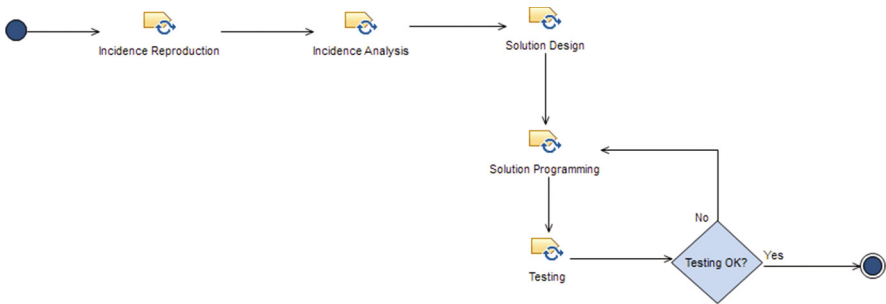 Incidence Reproduction
Incidence Analysis
Solution Design
Solution Programming
No
Testing OK?
Yes
Testing